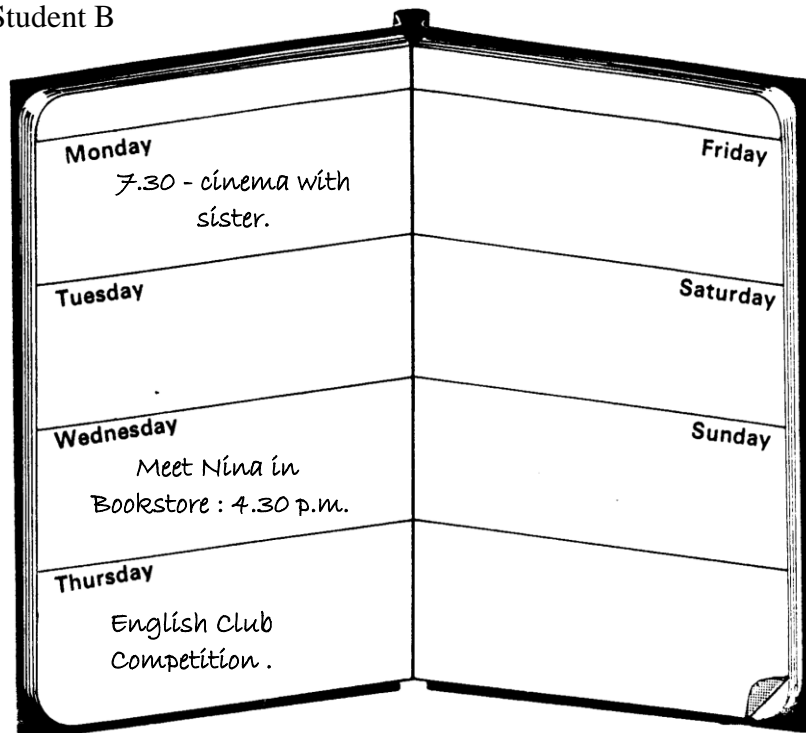 Student B
Monday
7.30 - cinema with
sister.
Tuesday
Wednesday
Meet Nina in
Bookstore : 4.30 p.m.
Thursday
English Club
Competition .
Friday
Saturday
Sunday